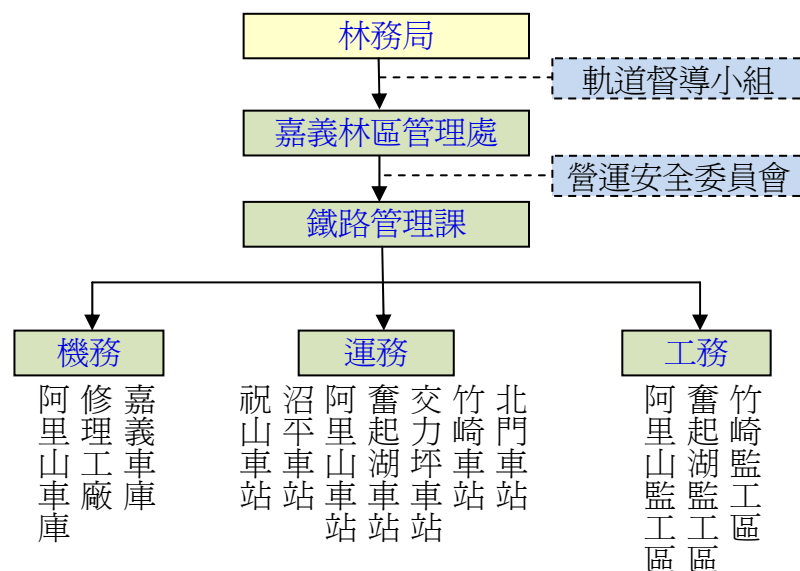 林務局
軌道督導小組
嘉義林區管理處
營運安全委員會
鐵路管理課
機務
運務
工務
嘉義車庫
修理工廠
阿里山車庫
北門車站
竹崎車站
交力坪車站
奮起湖車站
阿里山車站
沼平車站
祝山車站
竹崎監工區
奮起湖監工區
阿里山監工區